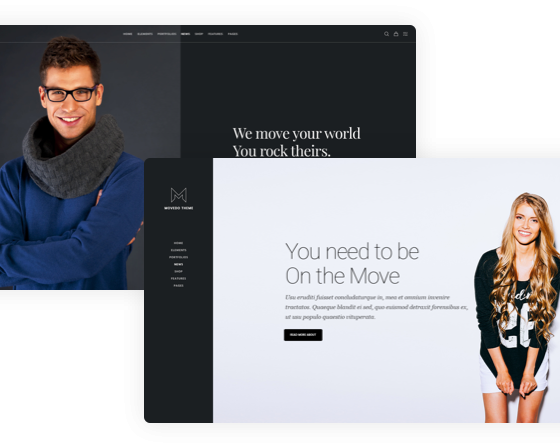 HOME ELEMENTS PORTFOLIOS NEWS SHOP FEATURES PAGES
We move your world
You rock theirs.
MOVEDO THEME
HOME
ELEMENTS
PORTFOLIOS
NEWS
SHOP
FEATURES
PAGES
You need to be
On the Move
Usu eruditi fuisset concludaturque in, mea et omnium invenire
tractatos. Quaeque blandit ei sed, quo euismod detraxit forensibus ex,
ut usu populo quaestio vituperata.
READ MORE ABOUT